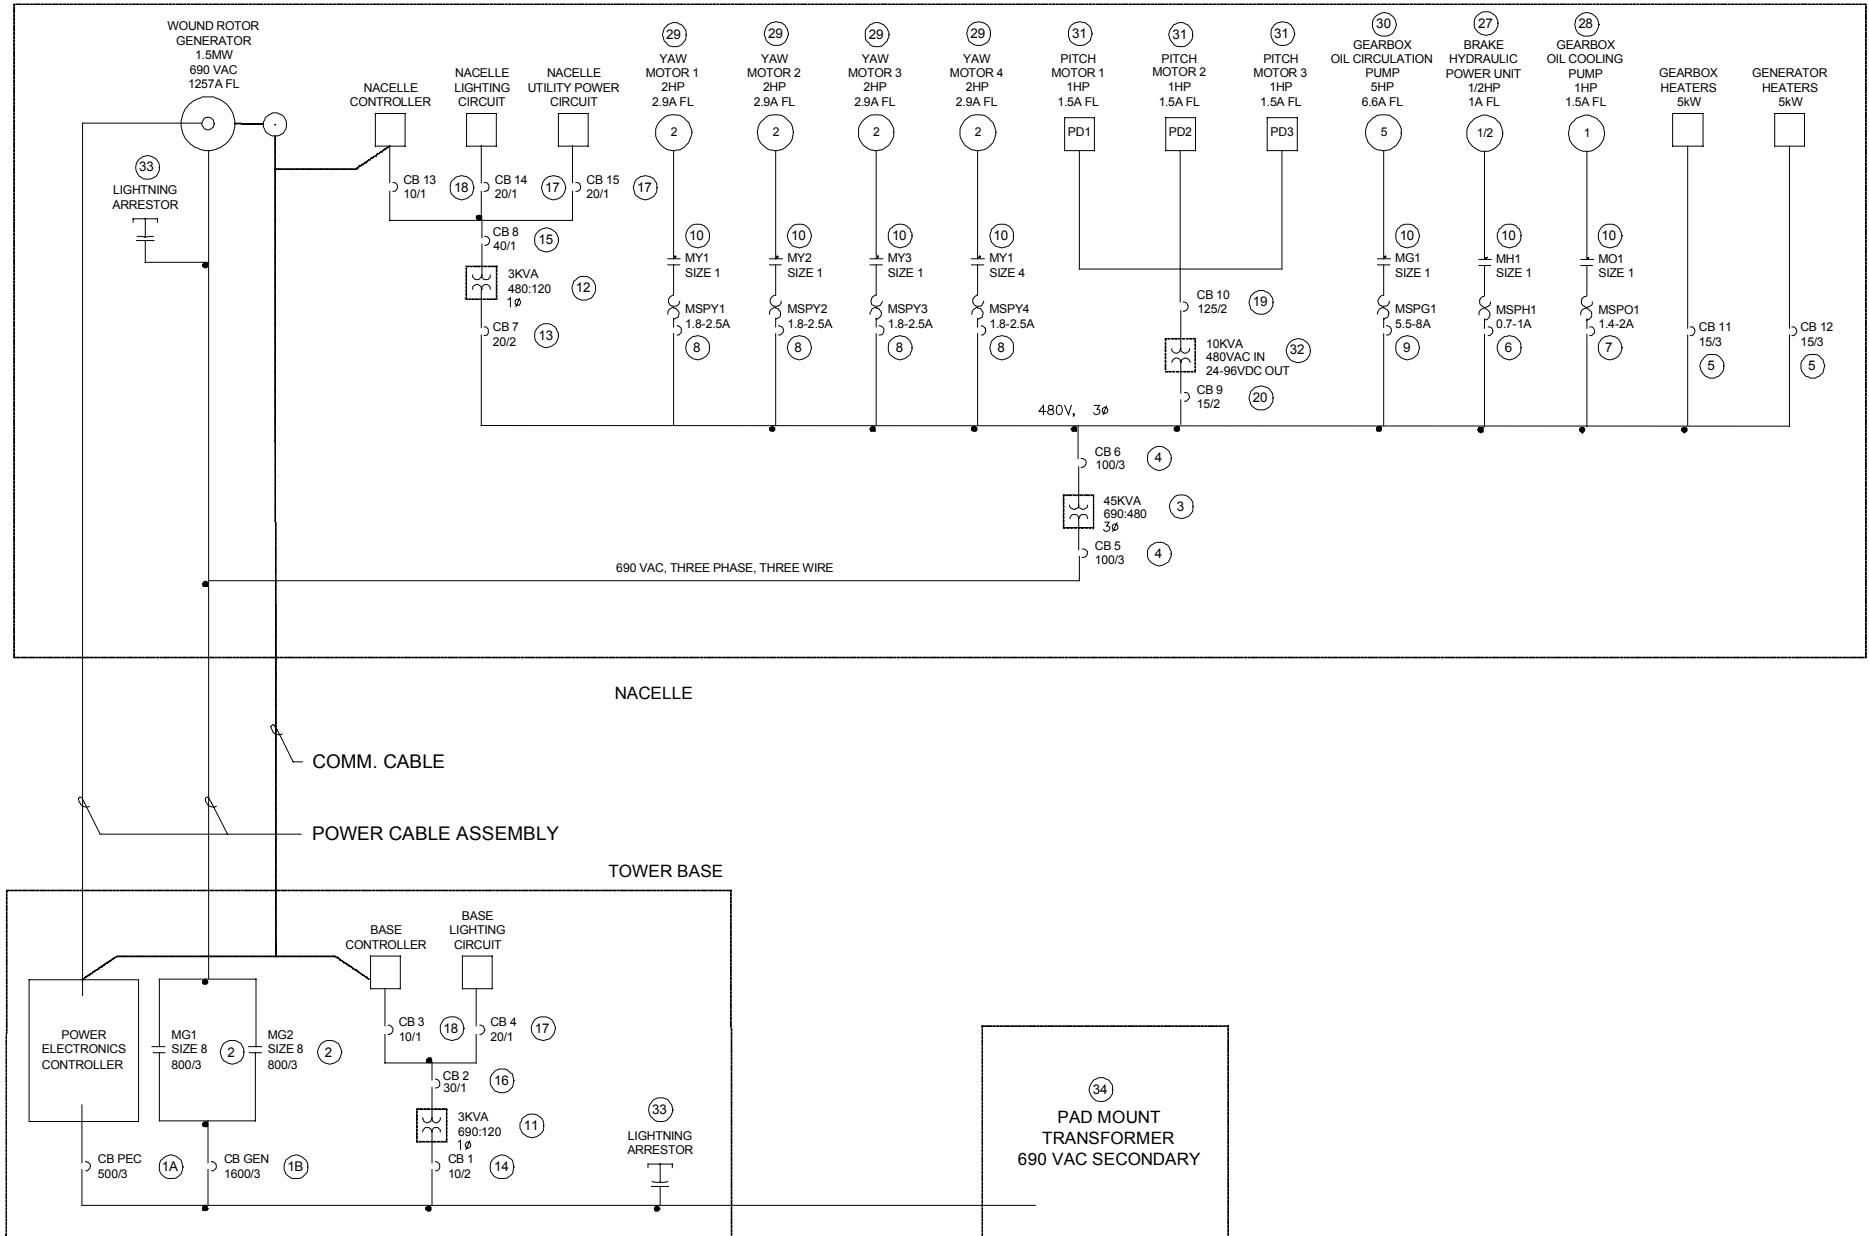 WOUND ROTOR
GENERATOR
1.5MW
690 VAC
1257A FL
NACELLE
CONTROLLER
NACELLE
LIGHTING
CIRCUIT
NACELLE
UTILITY POWER
CIRCUIT
29
YAW
MOTOR 1
2HP
2.9A FL
2
29
YAW
MOTOR 2
2HP
2.9A FL
2
29
YAW
MOTOR 3
2HP
2.9A FL
2
29
YAW
MOTOR 4
2HP
2.9A FL
2
31
PITCH
MOTOR 1
1HP
1.5A FL
PD1
31
PITCH
MOTOR 2
1HP
1.5A FL
PD2
31
PITCH
MOTOR 3
1HP
1.5A FL
PD3
30
GEARBOX
OIL CIRCULATION
PUMP
5HP
6.6A FL
5
27
BRAKE
HYDRAULIC
POWER UNIT
1/2HP
1A FL
1/2
28
GEARBOX
OIL COOLING
PUMP
1HP
1.5A FL
1
GEARBOX
HEATERS
5kW
GENERATOR
HEATERS
5kW
33
LIGHTNING
ARRESTOR
CB 13
10/1
18
CB 14
20/1
17
CB 15
20/1
17
CB 8
40/1
15
3KVA
480:120
1ø
12
CB 7
20/2
13
10
MY1
SIZE 1
MSPY1
1.8-2.5A
8
10
MY2
SIZE 1
MSPY2
1.8-2.5A
8
10
MY3
SIZE 1
MSPY3
1.8-2.5A
8
10
MY1
SIZE 4
MSPY4
1.8-2.5A
8
CB 10
125/2
19
10KVA
480VAC IN
24-96VDC OUT
32
CB 9
15/2
20
10
MG1
SIZE 1
MSPG1
5.5-8A
9
10
MH1
SIZE 1
MSPH1
0.7-1A
6
10
MO1
SIZE 1
MSPO1
1.4-2A
7
CB 11
15/3
5
CB 12
15/3
5
480V, 3ø
CB 6
100/3
4
45KVA
690:480
3ø
3
CB 5
100/3
4
690 VAC, THREE PHASE, THREE WIRE
NACELLE
COMM. CABLE
POWER CABLE ASSEMBLY
TOWER BASE
BASE
CONTROLLER
BASE
LIGHTING
CIRCUIT
POWER
ELECTRONICS
CONTROLLER
MG1
SIZE 8
800/3
2
MG2
SIZE 8
800/3
2
CB 3
10/1
18
CB 4
20/1
17
CB 2
30/1
16
3KVA
690:120
1ø
11
CB 1
10/2
14
CB PEC
500/3
1A
CB GEN
1600/3
1B
33
LIGHTNING
ARRESTOR
34
PAD MOUNT
TRANSFORMER
690 VAC SECONDARY